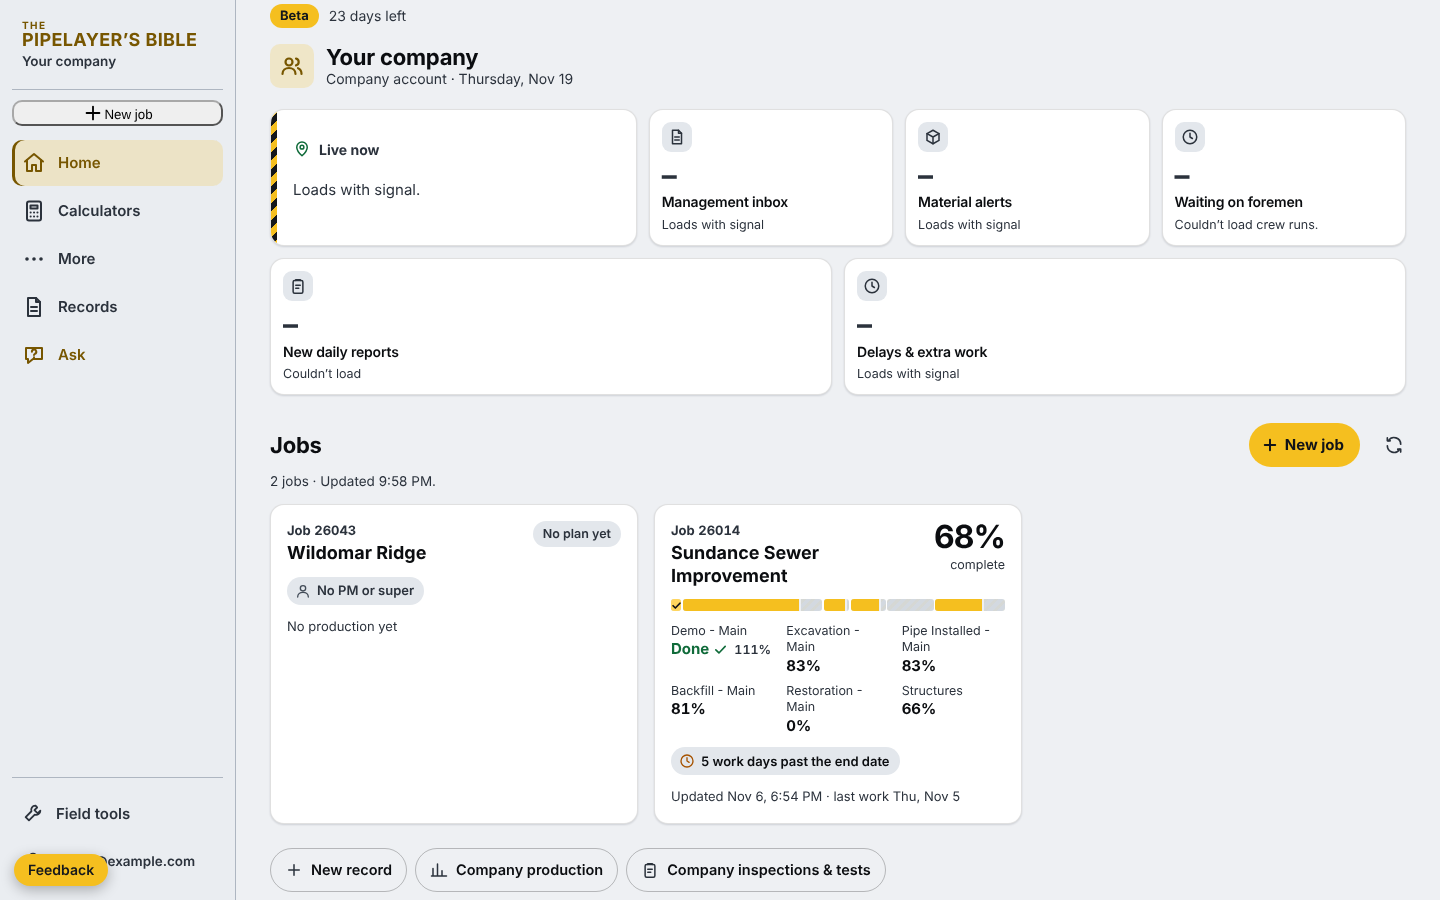 THE
PIPELAYER’S BIBLE
Your company
New job
Home
Calculators
More
Records
Ask
Field tools
@example.com
Feedback
Beta
23 days left
Your company
Company account · Thursday, Nov 19
Live now
Loads with signal.
–
Management inbox
Loads with signal
–
Material alerts
Loads with signal
–
Waiting on foremen
Couldn’t load crew runs.
–
New daily reports
Couldn’t load
–
Delays & extra work
Loads with signal
Jobs
New job
2 jobs · Updated 9:58 PM.
Job 26043
No plan yet
Wildomar Ridge
No PM or super
No production yet
Job 26014
68%
complete
Sundance Sewer
Improvement
Demo - Main
Done ✓ 111%
Excavation -
Main
83%
Pipe Installed -
Main
83%
Backfill - Main
81%
Restoration -
Main
0%
Structures
66%
5 work days past the end date
Updated Nov 6, 6:54 PM · last work Thu, Nov 5
New record
Company production
Company inspections & tests